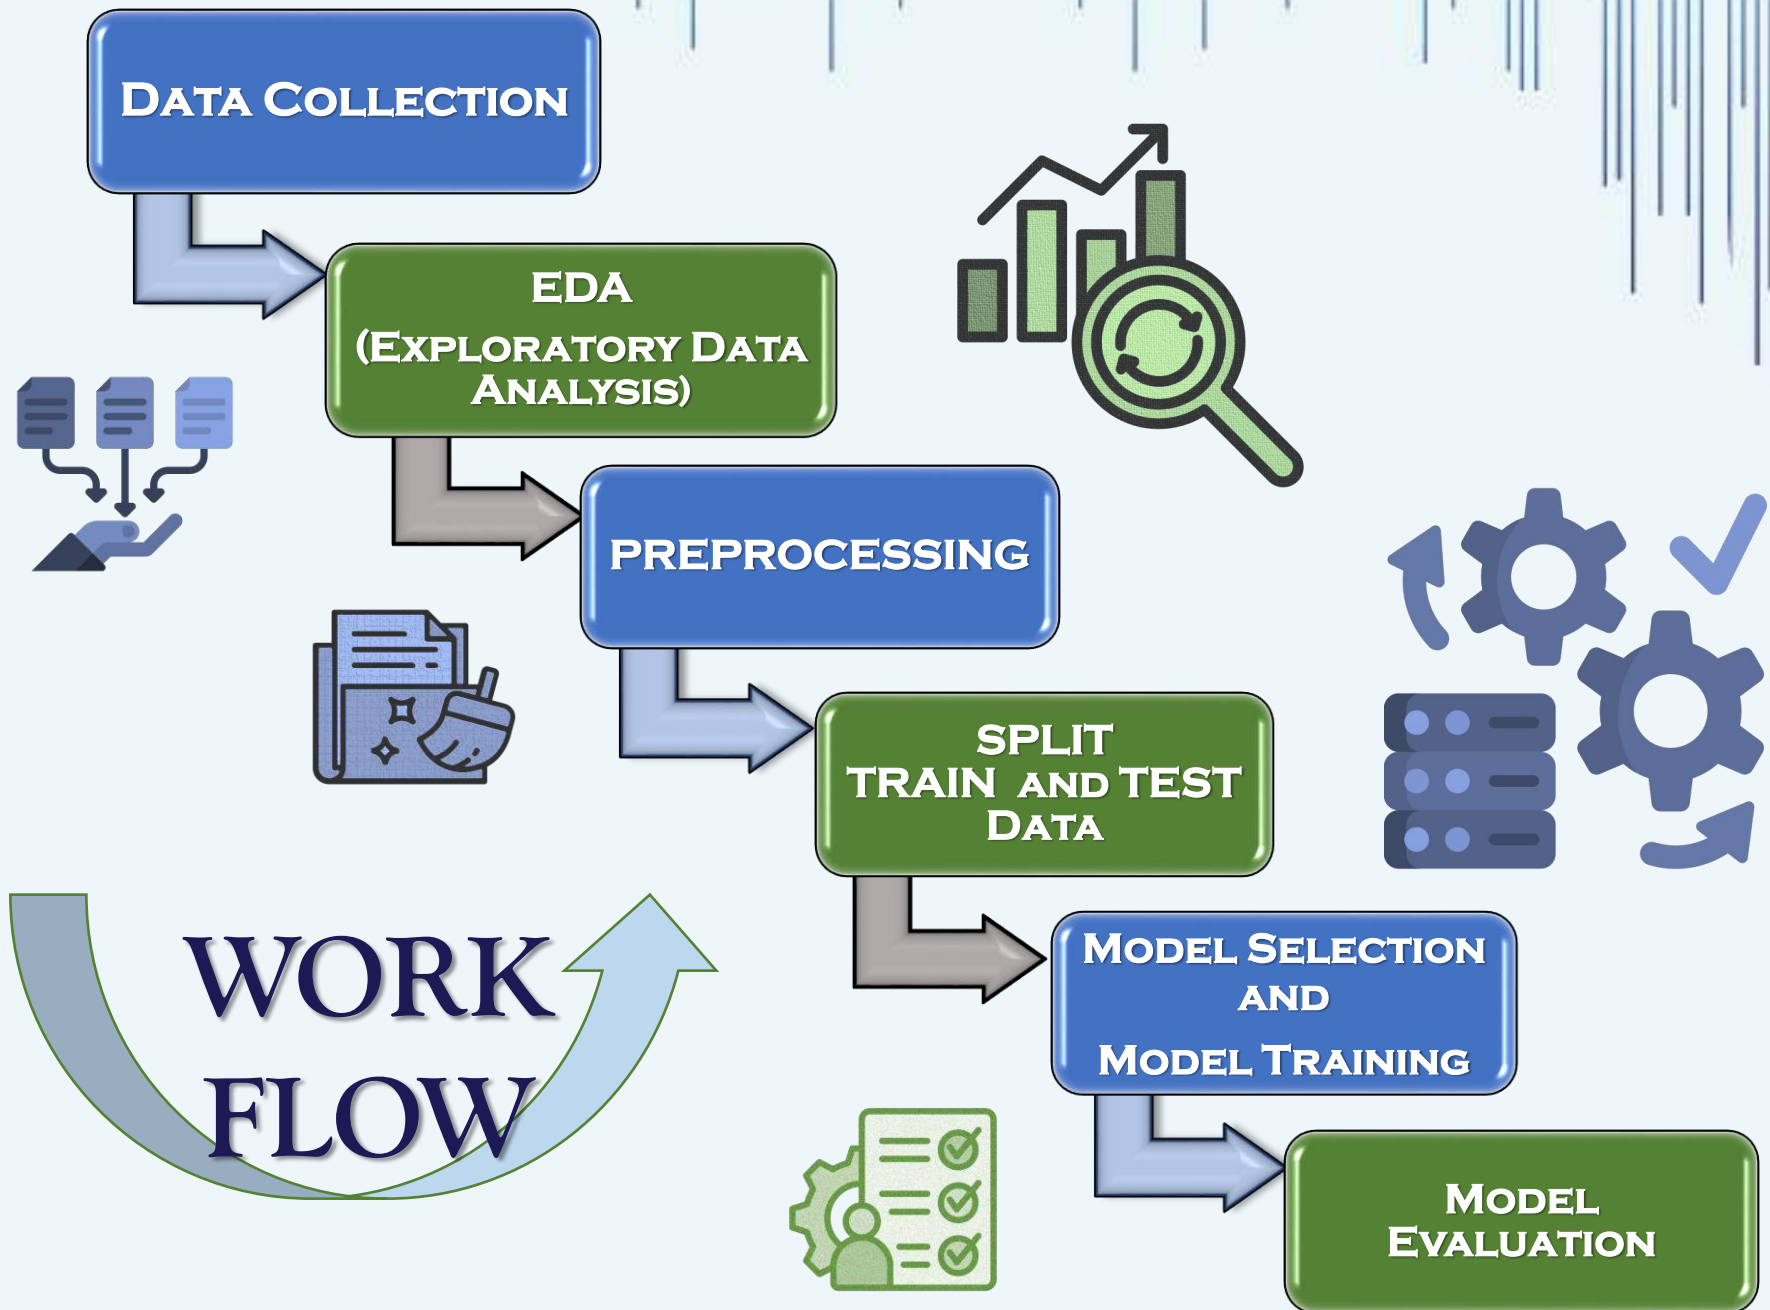 DATA COLLECTION
EDA
(EXPLORATORY DATA
ANALYSIS)
PREPROCESSING
SPLIT
TRAIN AND TEST
DATA
MODEL SELECTION
AND
MODEL TRAINING
MODEL
EVALUATION
WORK
FLOW